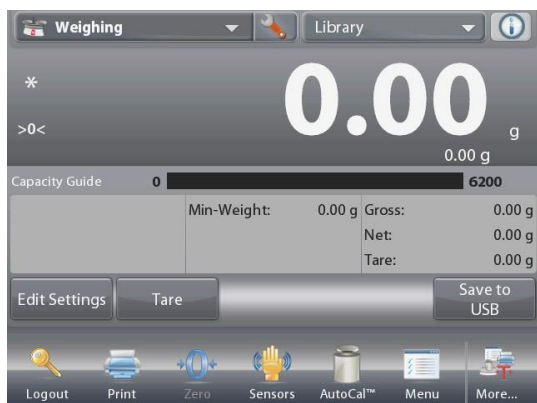 Weighing Library
*
0.00 g
>0<
0.00 g
Capacity Guide 0 6200
Min-Weight: 0.00 g Gross: 0.00 g
Net: 0.00 g
Tare: 0.00 g
Edit Settings Tare Save to USB
Logout Print Zero Sensors AutoCal™ Menu More...